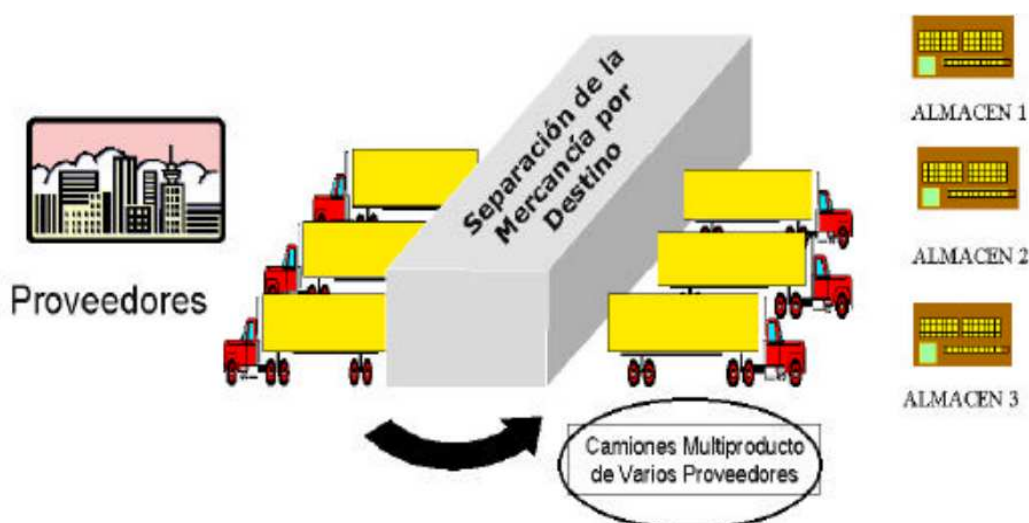 Proveedores
Separación de la
Mercancía por
Destino
Camiones Multiproducto
de Varios Proveedores
ALMACEN 1
ALMACEN 2
ALMACEN 3